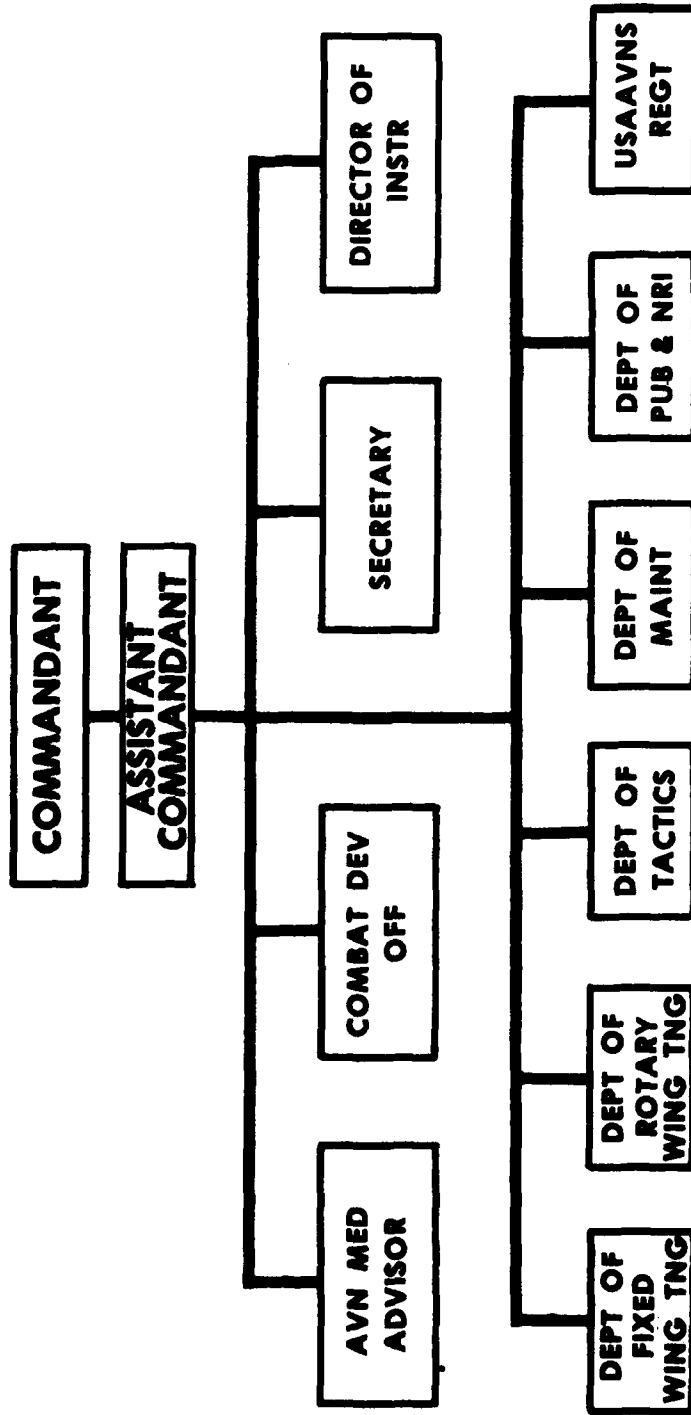 COMMANDANT
ASSISTANT
COMMANDANT
AVN MED
ADVISOR
COMBAT DEV
OFF
SECRETARY
DIRECTOR OF
INSTR
DEPT OF
FIXED
WING TNG
DEPT OF
ROTARY
WING TNG
DEPT OF
TACTICS
DEPT OF
MAINT
DEPT OF
PUB & NRI
USAAVNS
REGT